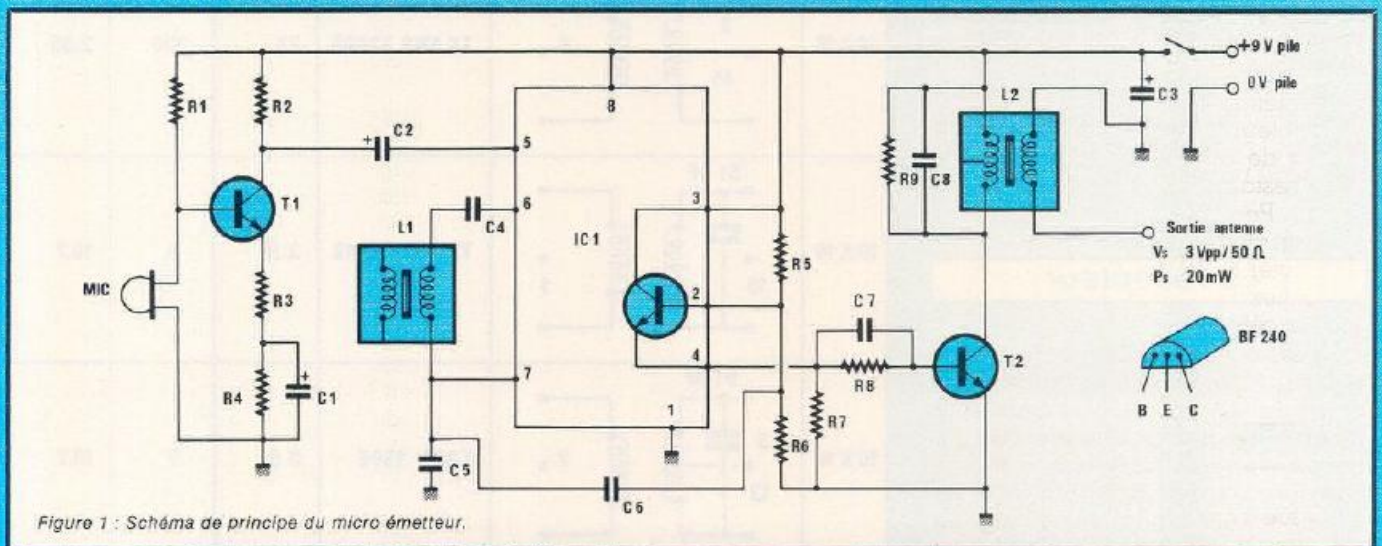 R1
R2
C2
T1
MIC
R3
R4
C1
L1
C4
C5
C6
5
6
7
8
IC1
3
2
4
1
R5
R6
C7
R8
R7
T2
R9
C8
L2
C3
+9 V pile
0V pile
Sortie antenne
Vs 3 Vpp / 50 Ω
Ps 20mW
BF 240
B E C
Figure 1 : Schéma de principe du micro émetteur.